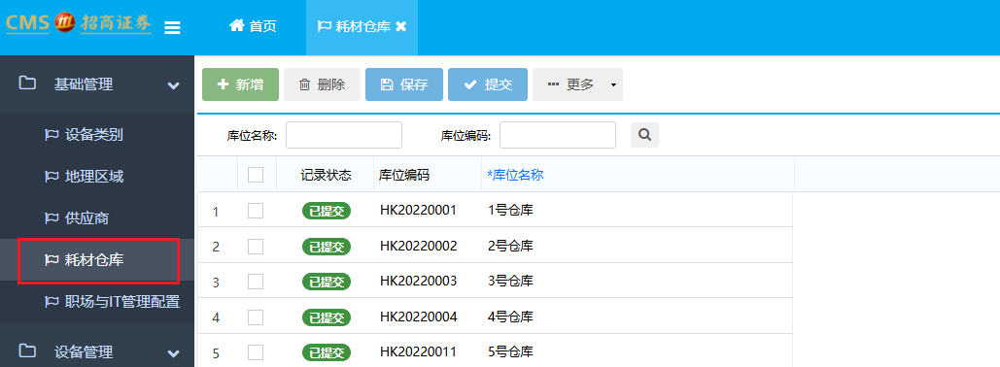 CMS 招商证券
首页
耗材仓库
基础管理
设备类别
地理区域
供应商
耗材仓库
职场与IT管理配置
设备管理
新增 删除 保存 提交 更多
库位名称: 库位编码:
记录状态 库位编码 *库位名称
1 已提交 HK20220001 1号仓库
2 已提交 HK20220002 2号仓库
3 已提交 HK20220003 3号仓库
4 已提交 HK20220004 4号仓库
5 已提交 HK20220011 5号仓库